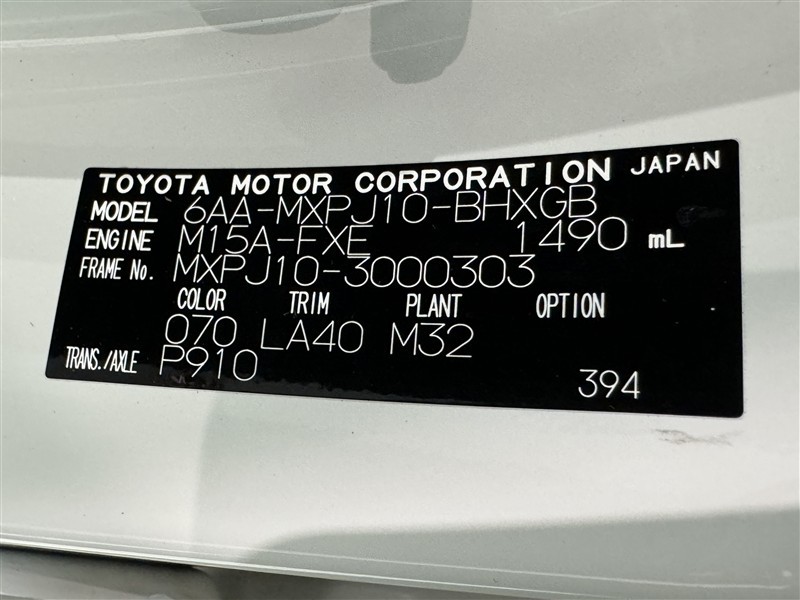 TOYOTA MOTOR CORPORATION JAPAN
MODEL 6AA-MXPJ10-BHXGB
ENGINE M15A-FXE 1490 mL
FRAME No. MXPJ10-3000303
COLOR TRIM PLANT OPTION
070 LA40 M32
TRANS./AXLE P910
394